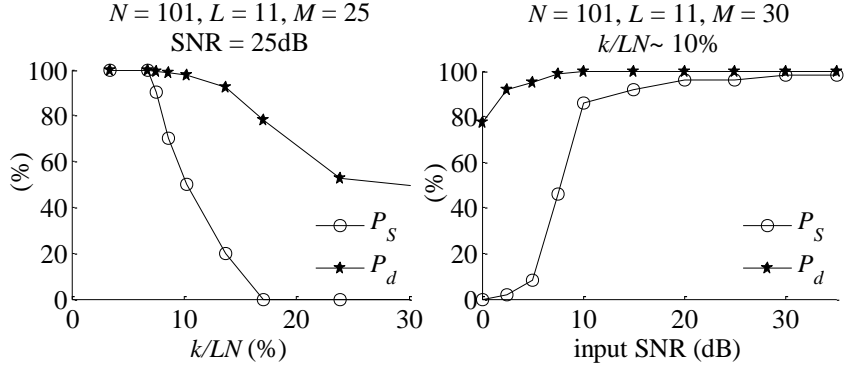 N = 101, L = 11, M = 25
SNR = 25dB
100
80
60
40
20
0
(%)
P_S
P_d
0
10
20
30
k/LN (%)
N = 101, L = 11, M = 30
k/LN~ 10%
100
80
60
40
20
0
(%)
P_S
P_d
0
10
20
30
input SNR (dB)